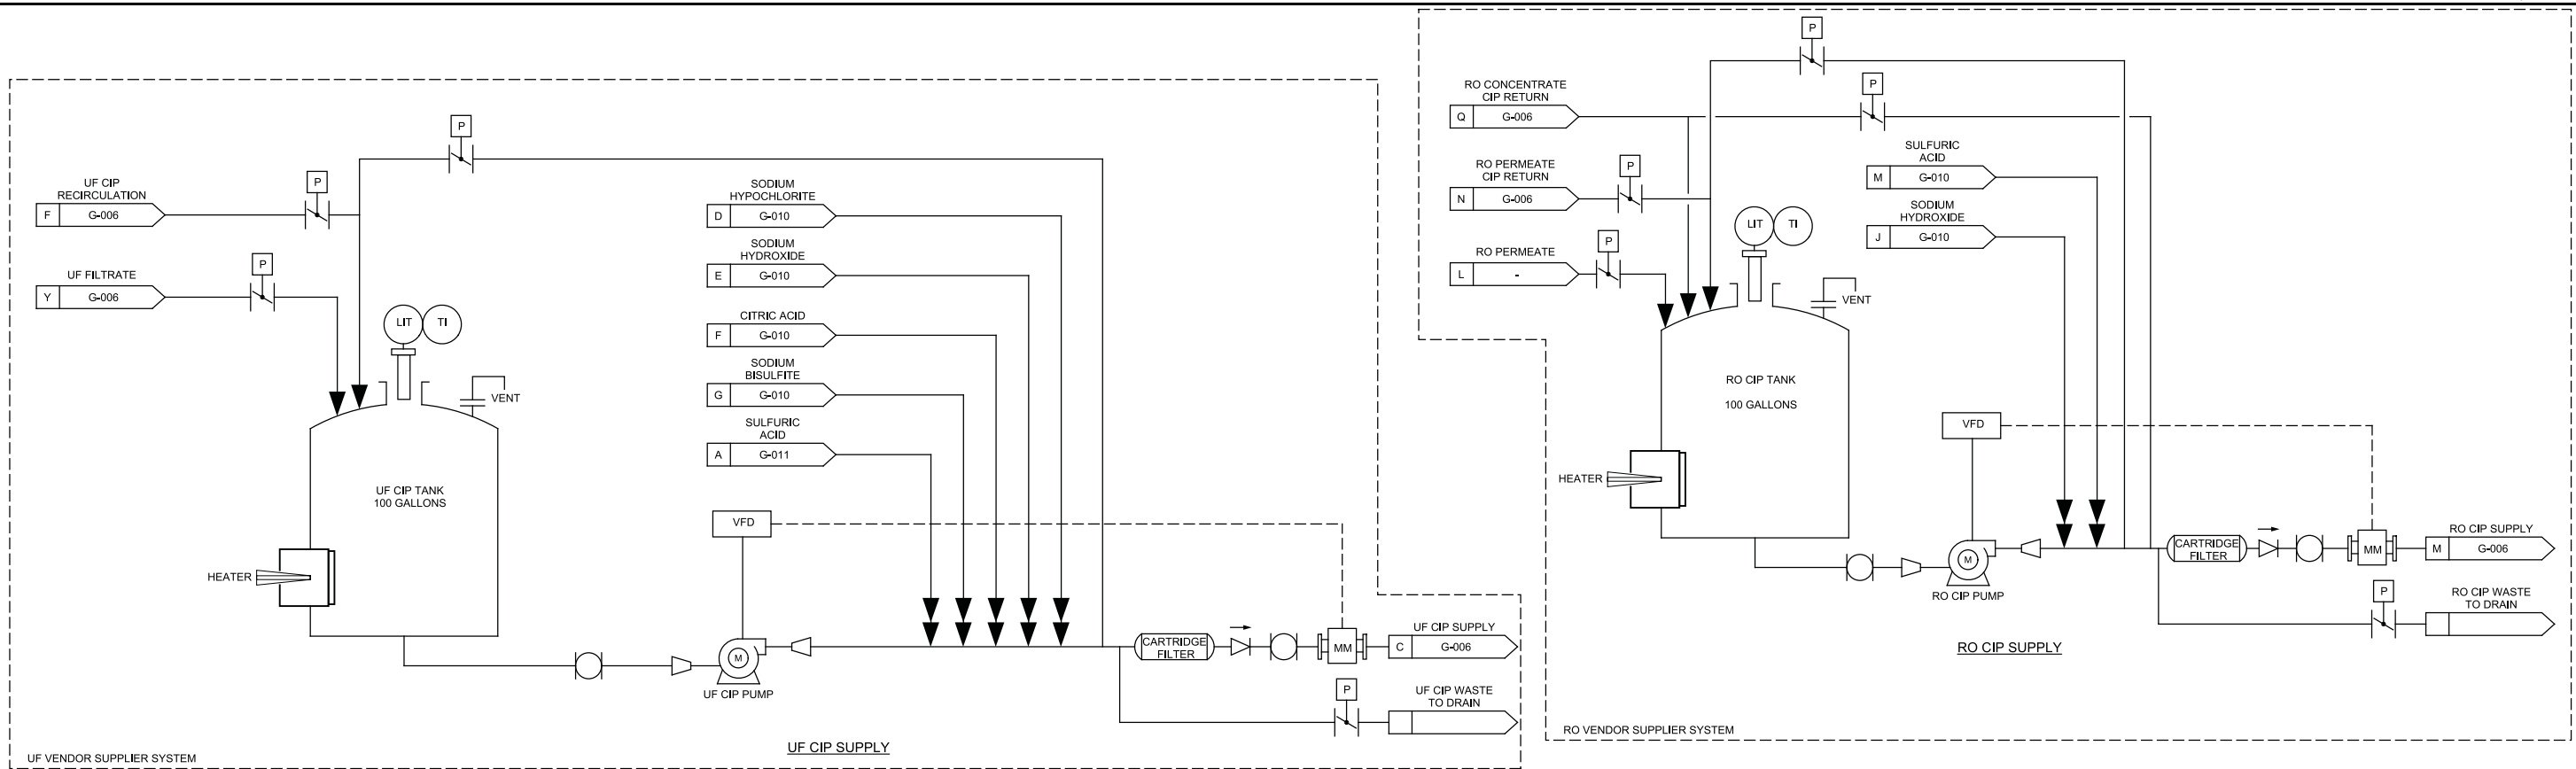 P
UF CIP
RECIRCULATION
F G-006
P
UF FILTRATE
Y G-006
P
LIT TI
VENT
UF CIP TANK
100 GALLONS
HEATER
SODIUM
HYPOCHLORITE
D G-010
SODIUM
HYDROXIDE
E G-010
CITRIC ACID
F G-010
SODIUM
BISULFITE
G G-010
SULFURIC
ACID
A G-011
VFD
M
UF CIP PUMP
CARTRIDGE
FILTER
MM
UF CIP SUPPLY
C G-006
P
UF CIP WASTE
TO DRAIN
UF CIP SUPPLY
UF VENDOR SUPPLIER SYSTEM
P
RO CONCENTRATE
CIP RETURN
Q G-006
P
RO PERMEATE
CIP RETURN
N G-006
P
RO PERMEATE
L -
P
LIT TI
VENT
RO CIP TANK
100 GALLONS
HEATER
SULFURIC
ACID
M G-010
SODIUM
HYDROXIDE
J G-010
VFD
M
RO CIP PUMP
CARTRIDGE
FILTER
MM
RO CIP SUPPLY
M G-006
P
RO CIP WASTE
TO DRAIN
RO CIP SUPPLY
RO VENDOR SUPPLIER SYSTEM